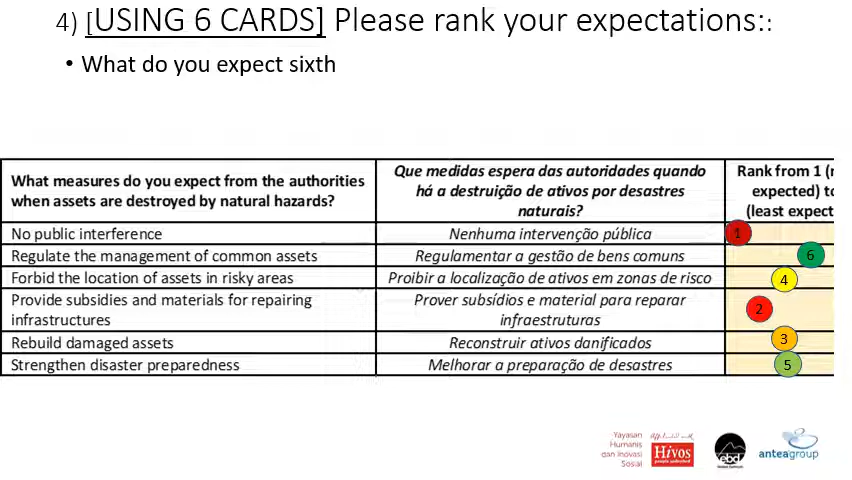 4) [USING 6 CARDS] Please rank your expectations::
• What do you expect sixth
What measures do you expect from the authorities
when assets are destroyed by natural hazards?
Que medidas espera das autoridades quando
há a destruição de ativos por desastres
naturais?
Rank from 1 (
expected) to
(least expect
No public interference
Nenhuma intervenção pública
1
Regulate the management of common assets
Regulamentar a gestão de bens comuns
6
Forbid the location of assets in risky areas
Proibir a localização de ativos em zonas de risco
4
Provide subsidies and materials for repairing
infrastructures
Prover subsídios e material para reparar
infraestruturas
2
Rebuild damaged assets
Reconstruir ativos danificados
3
Strengthen disaster preparedness
Melhorar a preparação de desastres
5
Yayasan
Humanis
dan Inovasi
Sosial
Hivos
people unlimited
ebd
anteagroup